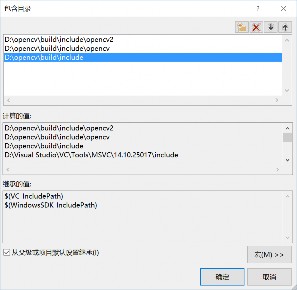 包含目录
D:\opencv\build\include\opencv2
D:\opencv\build\include\opencv
D:\opencv\build\include
计算的值:
D:\opencv\build\include\opencv2
D:\opencv\build\include\opencv
D:\opencv\build\include
D:\Visual Studio\VC\Tools\MSVC\14.10.25017\include
继承的值:
$(VC_IncludePath)
$(WindowsSDK_IncludePath)
从父级或项目默认设置继承(I)
宏(M) >>
确定
取消